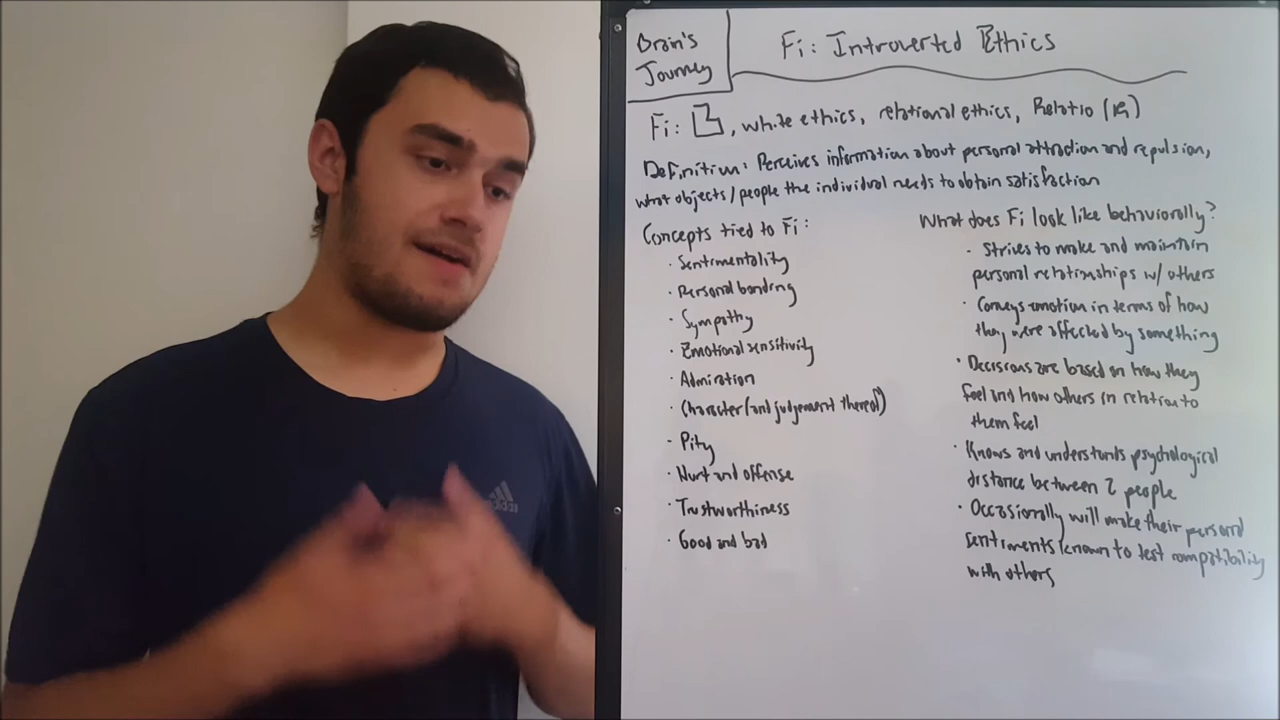 Brain's
Journey
Fi: Introverted Ethics
Fi: , white ethics, relational ethics, Relatio (R)
Definition: Perceives information about personal attraction and repulsion,
what objects/people the individual needs to obtain satisfaction
Concepts tied to Fi:
· Sentimentality
· Personal bonding
· Sympathy
· Emotional sensitivity
· Admiration
· Character (and judgement thereof)
· Pity
· Hurt and offense
· Trustworthiness
· Good and bad
What does Fi look like behaviorally?
· Strives to make and maintain
personal relationships w/ others
· Conveys emotion in terms of how
they were affected by something
· Decisions are based on how they
feel and how others in relation to
them feel
· Knows and understands psychological
distance between 2 people
· Occasionally will make their personal
sentiments known to test compatibility
with others
adidas